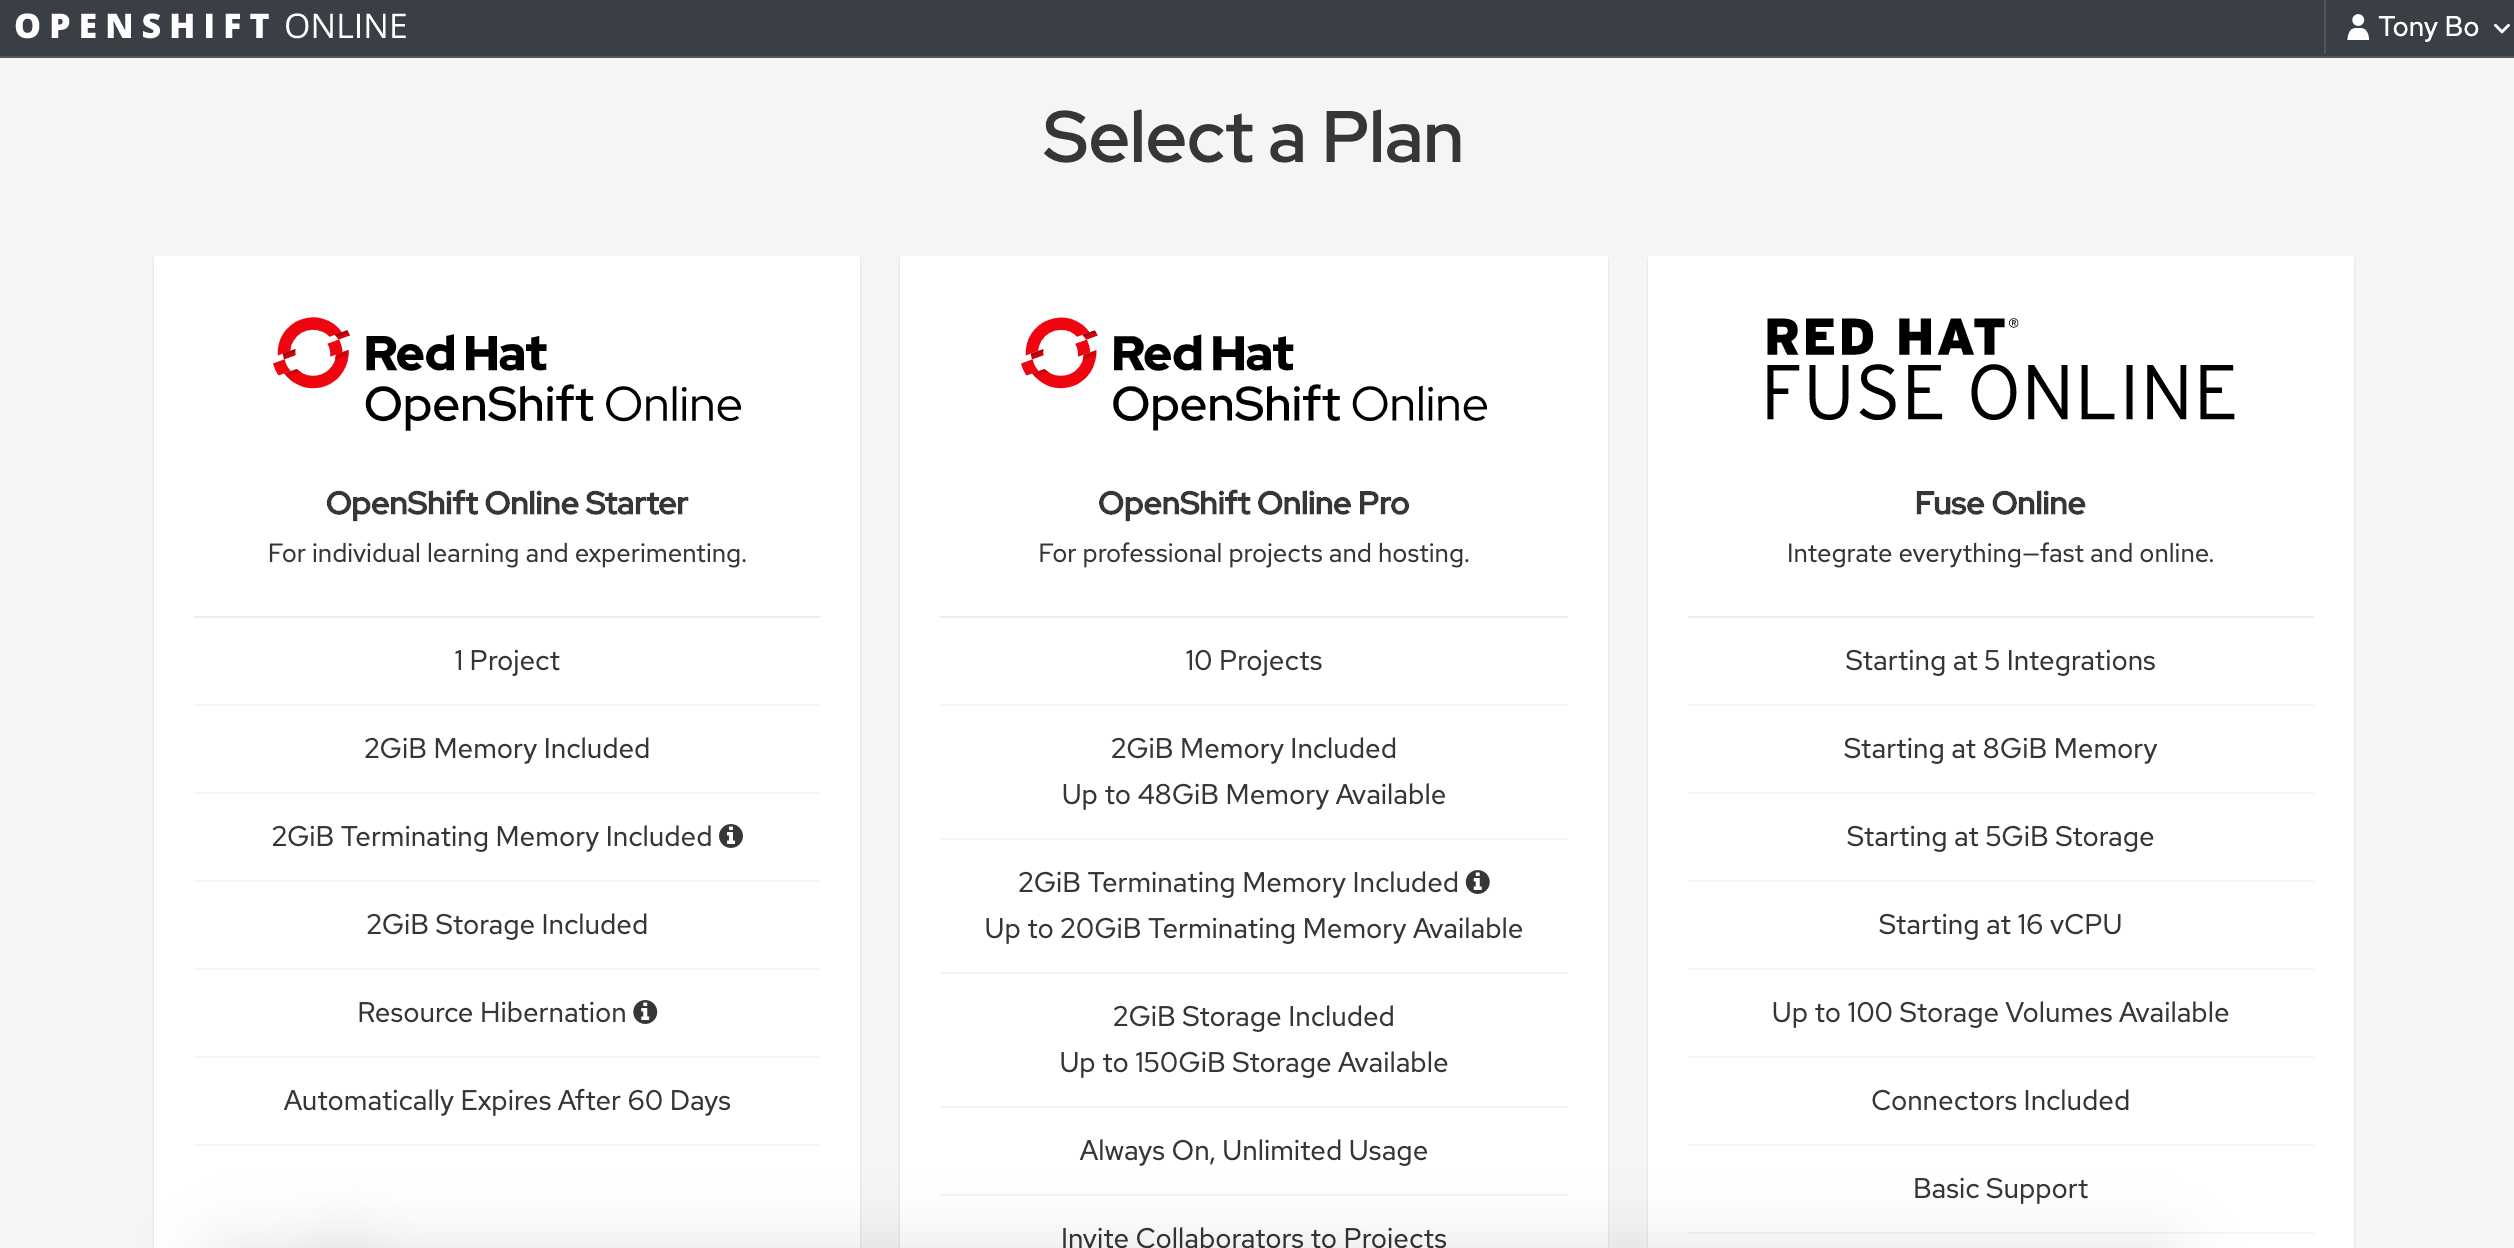 OPENSHIFT ONLINE
Tony Bo
Select a Plan
Red Hat
OpenShift Online
OpenShift Online Starter
For individual learning and experimenting.
1 Project
2GiB Memory Included
2GiB Terminating Memory Included
2GiB Storage Included
Resource Hibernation
Automatically Expires After 60 Days
Red Hat
OpenShift Online
OpenShift Online Pro
For professional projects and hosting.
10 Projects
2GiB Memory Included
Up to 48GiB Memory Available
2GiB Terminating Memory Included
Up to 20GiB Terminating Memory Available
2GiB Storage Included
Up to 150GiB Storage Available
Always On, Unlimited Usage
Invite Collaborators to Projects
RED HAT®
FUSE ONLINE
Fuse Online
Integrate everything—fast and online.
Starting at 5 Integrations
Starting at 8GiB Memory
Starting at 5GiB Storage
Starting at 16 vCPU
Up to 100 Storage Volumes Available
Connectors Included
Basic Support